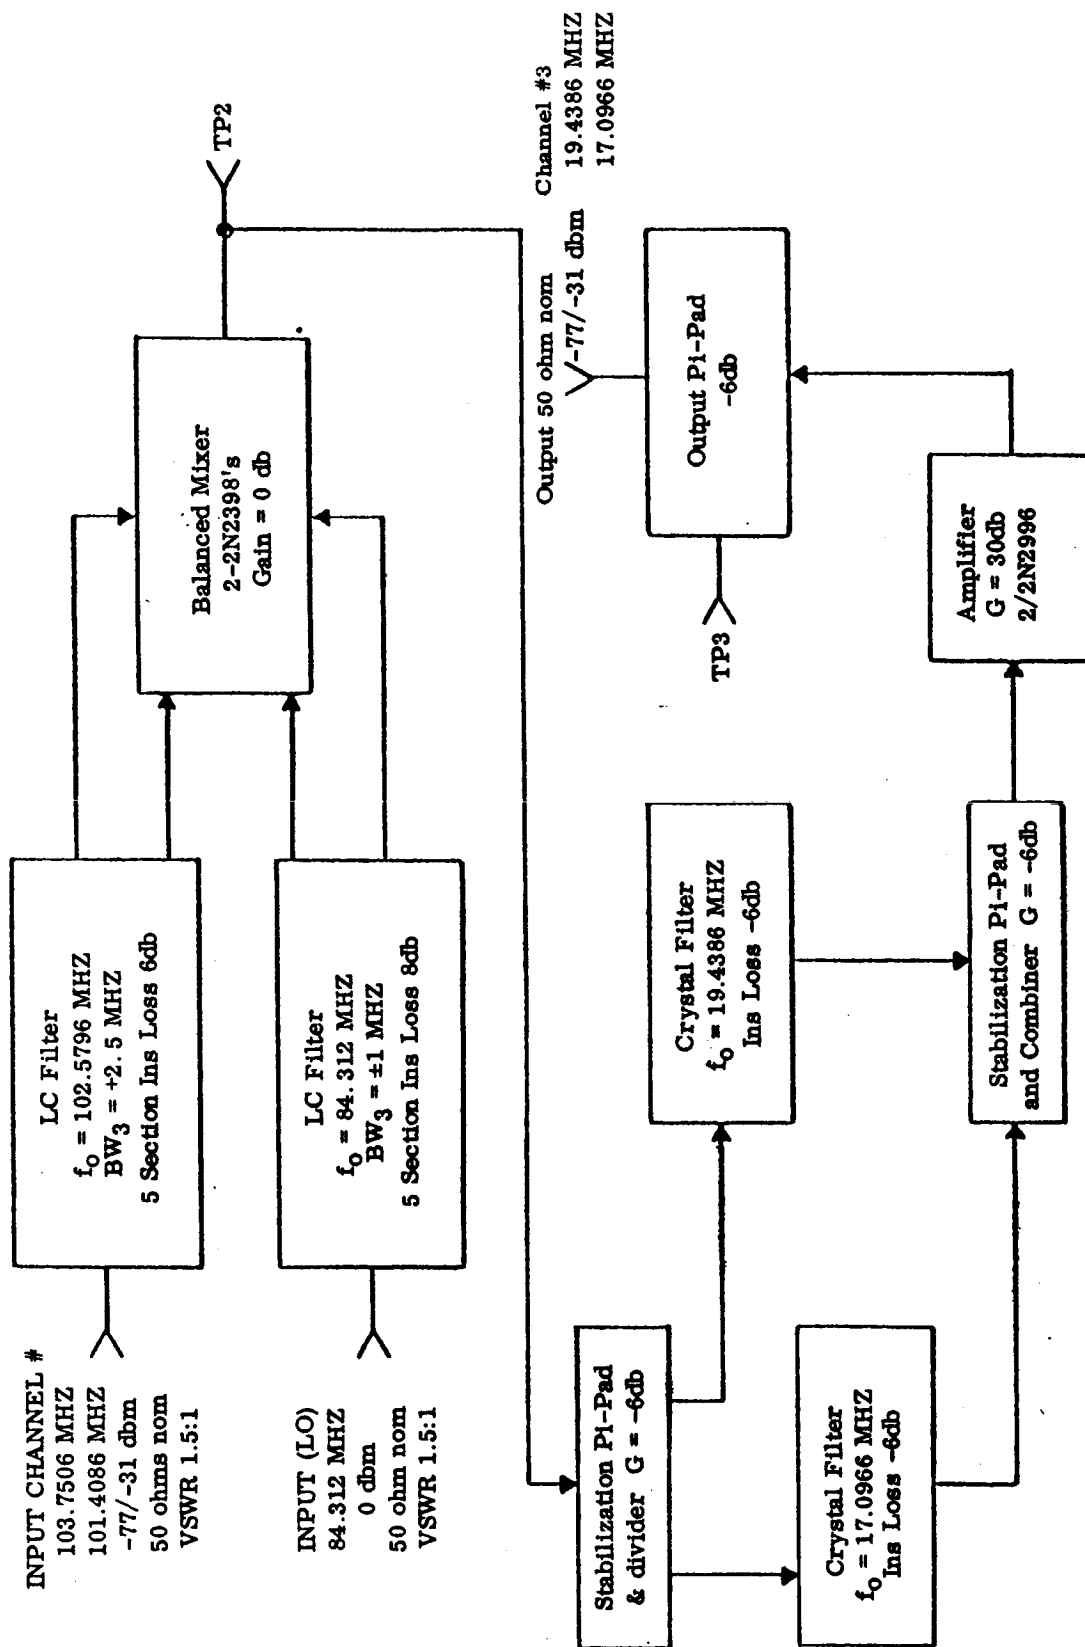 INPUT CHANNEL #
103.7506 MHZ
101.4086 MHZ
-77/-31 dbm
50 ohms nom
VSWR 1.5:1
LC Filter
fo = 102.5796 MHZ
BW3 = +2.5 MHZ
5 Section Ins Loss 6db
INPUT (LO)
84.312 MHZ
0 dbm
50 ohm nom
VSWR 1.5:1
LC Filter
fo = 84.312 MHZ
BW3 = ±1 MHZ
5 Section Ins Loss 8db
Balanced Mixer
2-2N2398's
Gain = 0 db
TP2
Stabilization Pi-Pad
& divider G = -6db
Crystal Filter
fo = 19.4386 MHZ
Ins Loss -6db
Crystal Filter
fo = 17.0966 MHZ
Ins Loss -6db
Stabilization Pi-Pad
and Combiner G = -6db
Amplifier
G = 30db
2/2N2996
Output Pi-Pad
-6db
TP3
Output 50 ohm nom
-77/-31 dbm
Channel #3
19.4386 MHZ
17.0966 MHZ